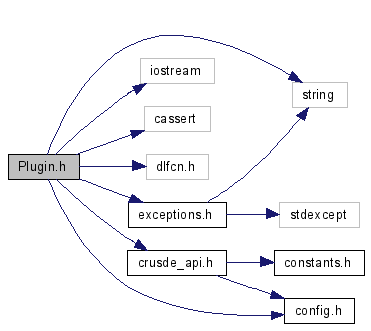 iostream
string
cassert
Plugin.h
dlfcn.h
exceptions.h
stdexcept
crusde_api.h
constants.h
config.h